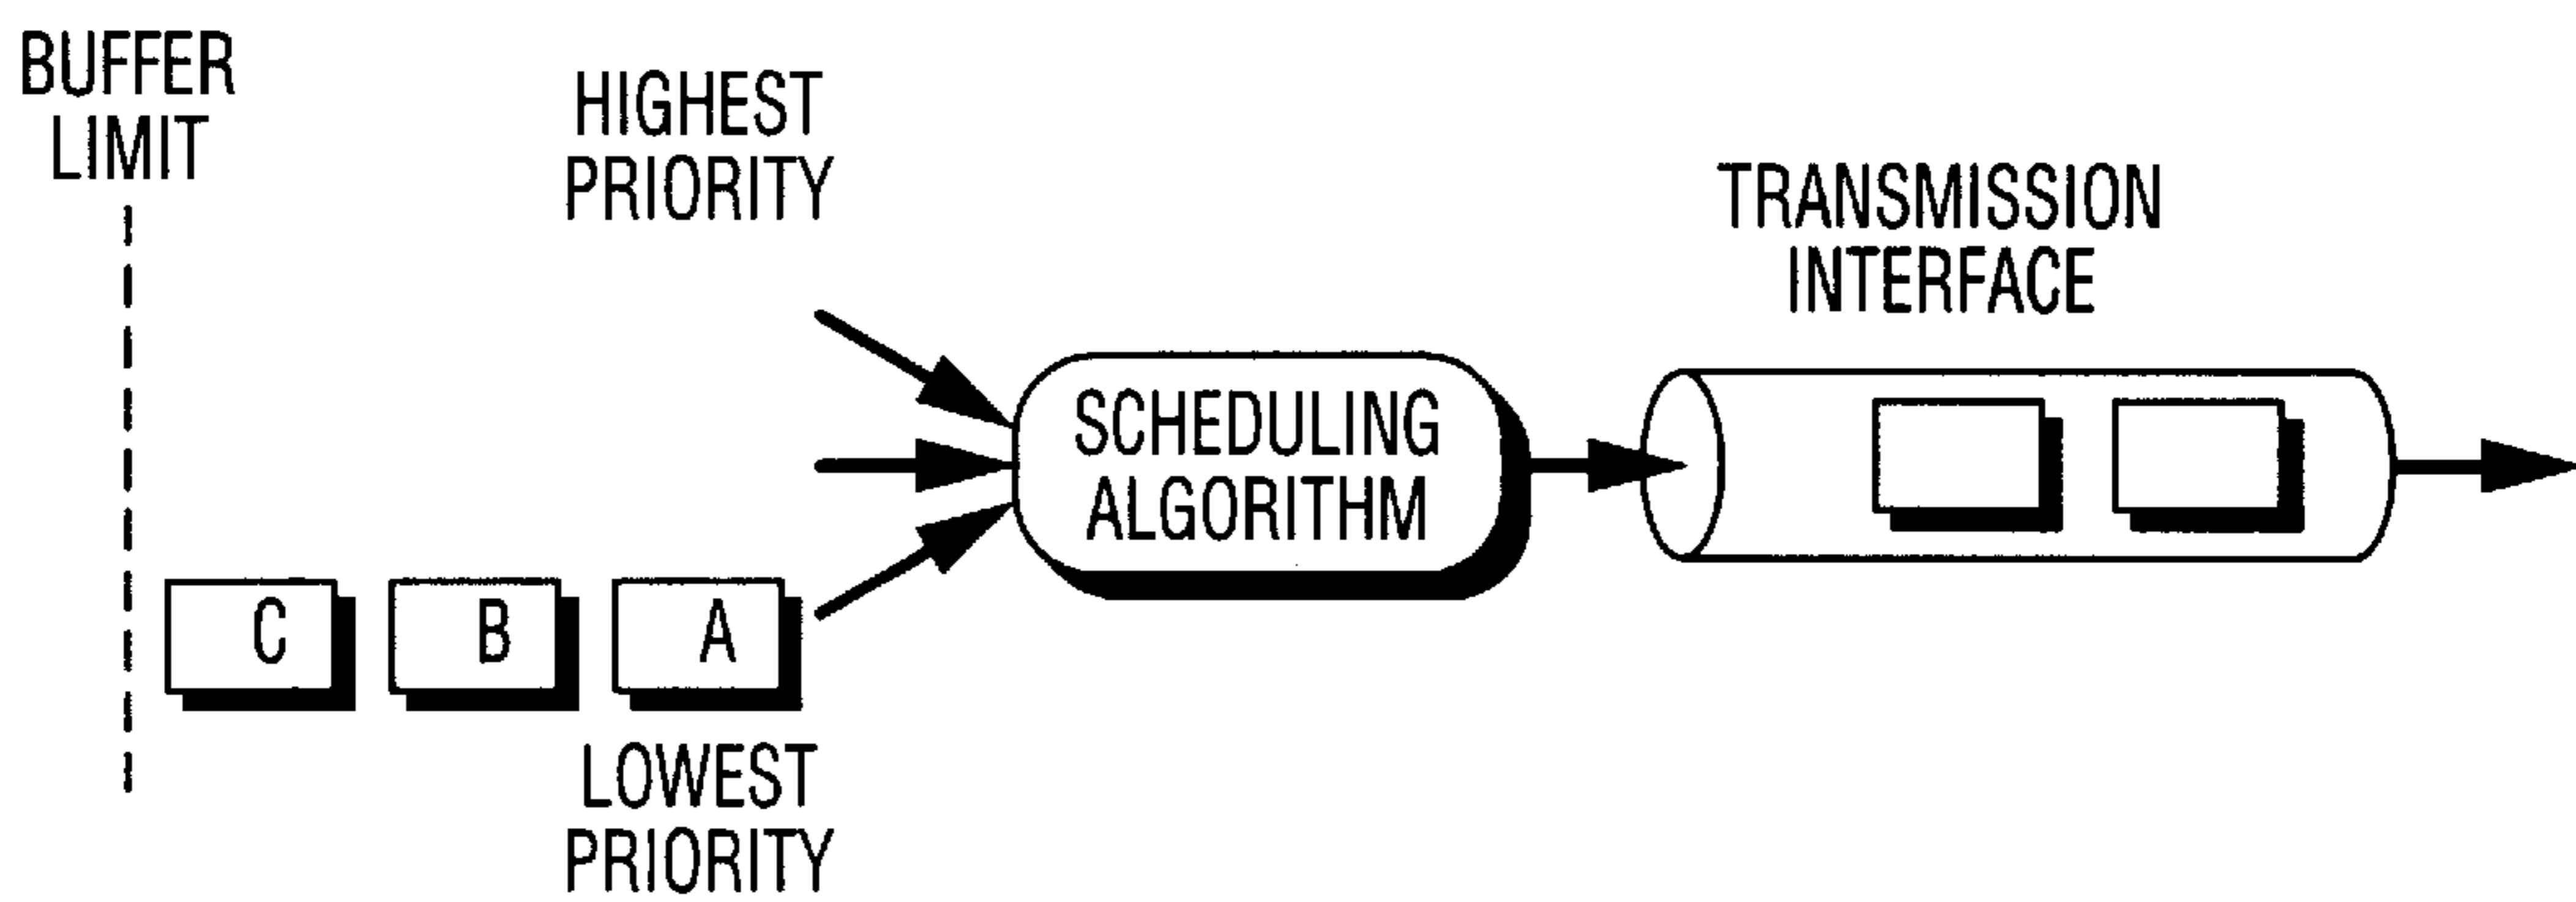 BUFFER
LIMIT
HIGHEST
PRIORITY
TRANSMISSION
INTERFACE
SCHEDULING
ALGORITHM
C
B
A
LOWEST
PRIORITY